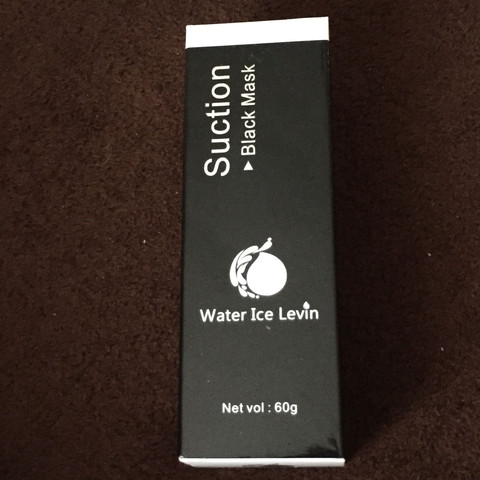 Suction
▶Black Mask
Water Ice Levin
Net vol : 60g